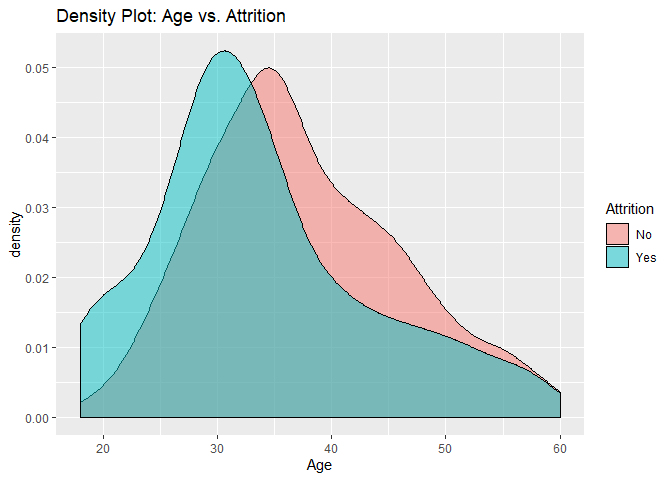 Density Plot: Age vs. Attrition
0.05
0.04
0.03
0.02
0.01
0.00
density
20 30 40 50 60
Age
Attrition
No
Yes